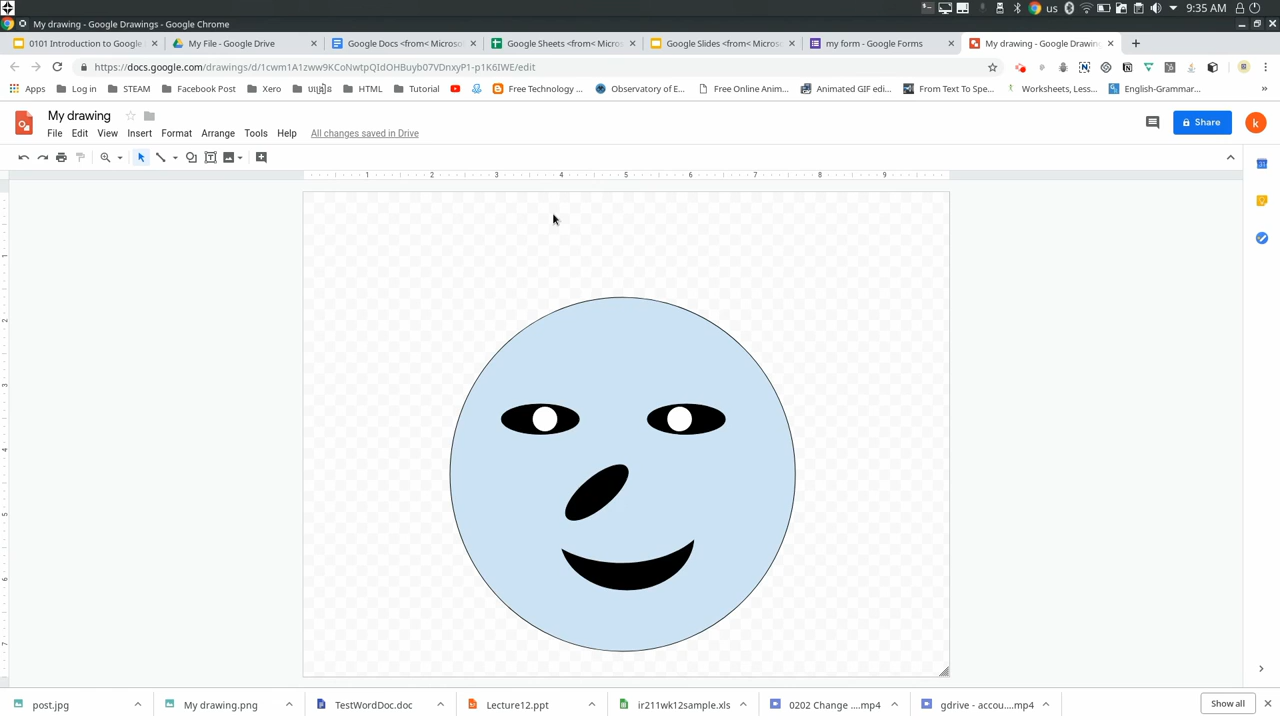 us 9:35 AM
My drawing - Google Drawings - Google Chrome
0101 Introduction to Google
My File - Google Drive
Google Docs <from< Microso
Google Sheets <from< Micros
Google Slides <from< Micros
my form - Google Forms
My drawing - Google Drawing
https://docs.google.com/drawings/d/1cwm1A1zww9KCoNwtpQIdOHBuyb07VDnxyP1-p1K6IWE/edit
Apps Log in STEAM Facebook Post Xero HTML Tutorial Free Technology ... Observatory of E... Free Online Anim... Animated GIF edi... From Text To Spe... Worksheets, Less... English-Grammar... »
My drawing
File Edit View Insert Format Arrange Tools Help All changes saved in Drive
Share
k
1 2 3 4 5 6 7 8 9
1
2
3
4
5
6
7
post.jpg My drawing.png TestWordDoc.doc Lecture12.ppt ir211wk12sample.xls 0202 Change ....mp4 gdrive - accou....mp4 Show all